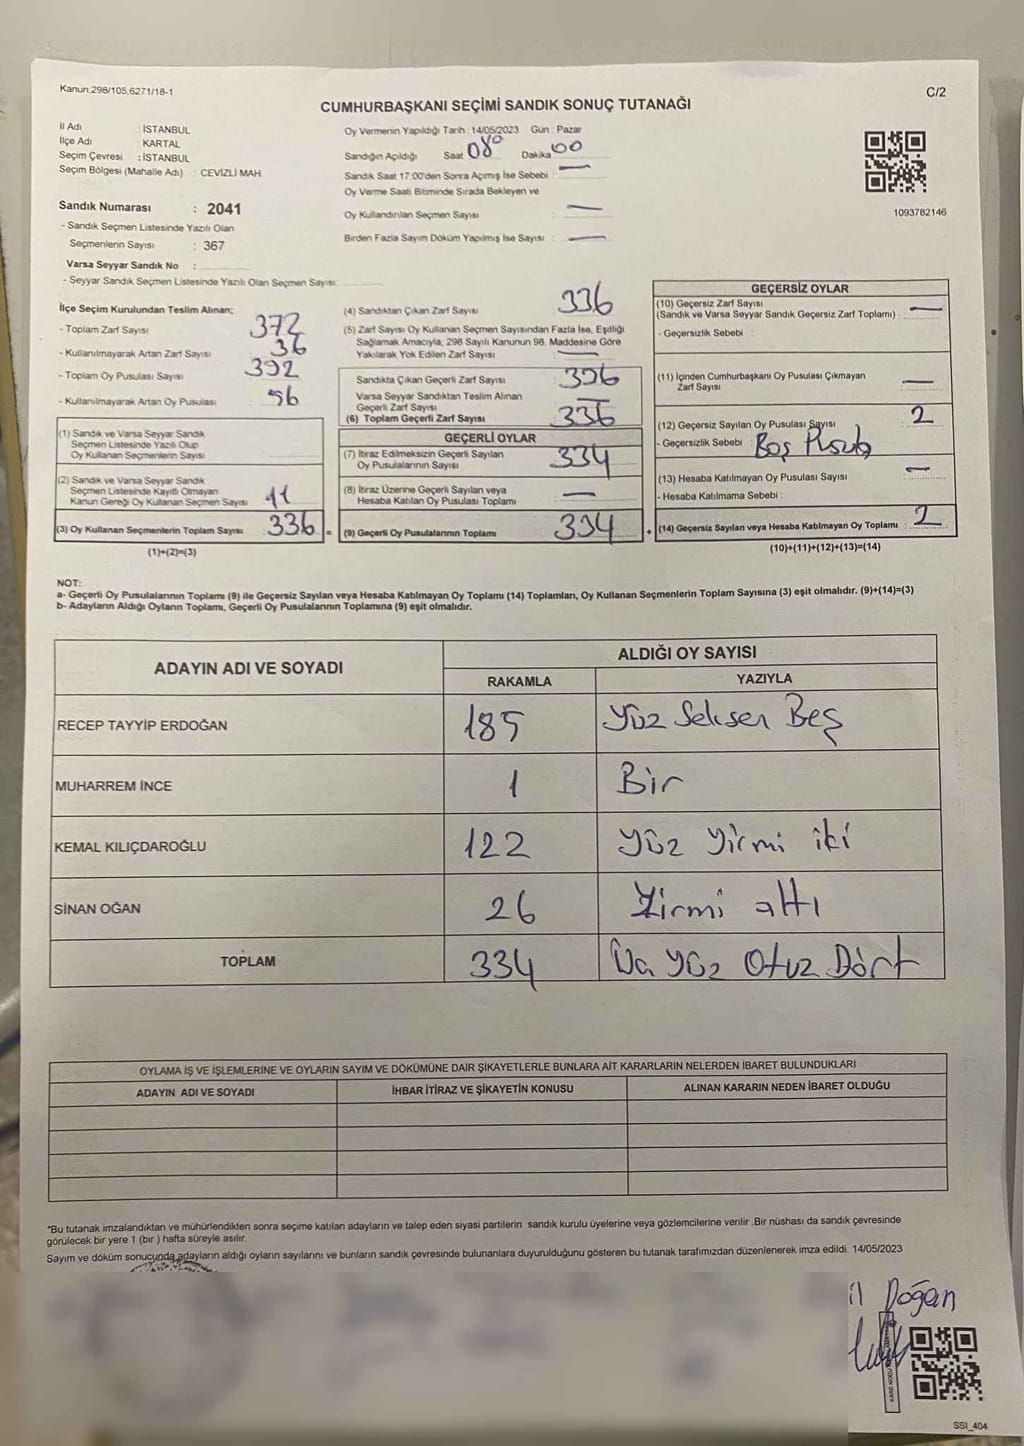 Kanun:298/105,6271/18-1
C/2
CUMHURBAŞKANI SEÇİMİ SANDIK SONUÇ TUTANAĞI
İl Adı : İSTANBUL
İlçe Adı : KARTAL
Seçim Çevresi : İSTANBUL
Seçim Bölgesi (Mahalle Adı) : CEVİZLİ MAH
Sandık Numarası : 2041
- Sandık Seçmen Listesinde Yazılı Olan
Seçmenlerin Sayısı : 367
Varsa Seyyar Sandık No :
- Seyyar Sandık Seçmen Listesinde Yazılı Olan Seçmen Sayısı:
Oy Vermenin Yapıldığı Tarih : 14/05/2023 Gün : Pazar
Sandığın Açıldığı Saat 08 Dakika 00
Sandık Saat 17:00'den Sonra Açımış İse Sebebi : —
Oy Verme Saati Bitiminde Sırada Bekleyen ve
Oy Kullandırılan Seçmen Sayısı : —
Birden Fazla Sayım Döküm Yapılmış İse Sayısı : —
1093782146
İlçe Seçim Kurulundan Teslim Alınan;
- Toplam Zarf Sayısı 372
- Kullanılmayarak Artan Zarf Sayısı 36
- Toplam Oy Pusulası Sayısı 392
- Kullanılmayarak Artan Oy Pusulası 56
(1) Sandık ve Varsa Seyyar Sandık
Seçmen Listesinde Yazılı Olup
Oy Kullanan Seçmenlerin Sayısı
(2) Sandık ve Varsa Seyyar Sandık
Seçmen Listesinde Kayıtlı Olmayan
Kanun Gereği Oy Kullanan Seçmen Sayısı 11
(3) Oy Kullanan Seçmenlerin Toplam Sayısı 336 =
(1)+(2)=(3)
(4) Sandıktan Çıkan Zarf Sayısı 336
(5) Zarf Sayısı Oy Kullanan Seçmen Sayısından Fazla İse, Eşitliği
Sağlamak Amacıyla, 298 Sayılı Kanunun 98. Maddesine Göre
Yakılarak Yok Edilen Zarf Sayısı —
Sandıkta Çıkan Geçerli Zarf Sayısı 336
Varsa Seyyar Sandıktan Teslim Alınan
Geçerli Zarf Sayısı —
(6) Toplam Geçerli Zarf Sayısı 336
GEÇERLİ OYLAR
(7) İtiraz Edilmeksizin Geçerli Sayılan
Oy Pusulalarının Sayısı 334
(8) İtiraz Üzerine Geçerli Sayılan veya
Hesaba Katılan Oy Pusulası Toplamı —
(9) Geçerli Oy Pusulalarının Toplamı 334 +
GEÇERSİZ OYLAR
(10) Geçersiz Zarf Sayısı
(Sandık ve Varsa Seyyar Sandık Geçersiz Zarf Toplamı) : —
- Geçersizlik Sebebi :
(11) İçinden Cumhurbaşkanı Oy Pusulası Çıkmayan
Zarf Sayısı —
(12) Geçersiz Sayılan Oy Pusulası Sayısı 2
- Geçersizlik Sebebi : Boş Pusula
(13) Hesaba Katılmayan Oy Pusulası Sayısı —
- Hesaba Katılmama Sebebi :
(14) Geçersiz Sayılan veya Hesaba Katılmayan Oy Toplamı : 2
(10)+(11)+(12)+(13)=(14)
NOT:
a- Geçerli Oy Pusulalarının Toplamı (9) ile Geçersiz Sayılan veya Hesaba Katılmayan Oy Toplamı (14) Toplamları, Oy Kullanan Seçmenlerin Toplam Sayısına (3) eşit olmalıdır. (9)+(14)=(3)
b- Adayların Aldığı Oyların Toplamı, Geçerli Oy Pusulalarının Toplamına (9) eşit olmalıdır.
ADAYIN ADI VE SOYADI
ALDIĞI OY SAYISI
RAKAMLA YAZIYLA
RECEP TAYYİP ERDOĞAN 185 Yüz Seksen Beş
MUHARREM İNCE 1 Bir
KEMAL KILIÇDAROĞLU 122 Yüz Yirmi iki
SİNAN OĞAN 26 Yirmi altı
TOPLAM 334 Üç Yüz Otuz Dört
OYLAMA İŞ VE İŞLEMLERİNE VE OYLARIN SAYIM VE DÖKÜMÜNE DAİR ŞİKAYETLERLE BUNLARA AİT KARARLARIN NELERDEN İBARET BULUNDUKLARI
ADAYIN ADI VE SOYADI İHBAR İTİRAZ VE ŞİKAYETİN KONUSU ALINAN KARARIN NEDEN İBARET OLDUĞU
*Bu tutanak imzalandıktan ve mühürlendikten sonra seçime katılan adayların ve talep eden siyasi partilerin sandık kurulu üyelerine veya gözlemcilerine verilir .Bir nüshası da sandık çevresinde
görülecek bir yere 1 (bir ) hafta süreyle asılır.
Sayım ve döküm sonucunda adayların aldığı oyların sayılarını ve bunların sandık çevresinde bulunanlara duyurulduğunu gösteren bu tutanak tarafımızdan düzenlenerek imza edildi. 14/05/2023
il Doğan
SSI_404